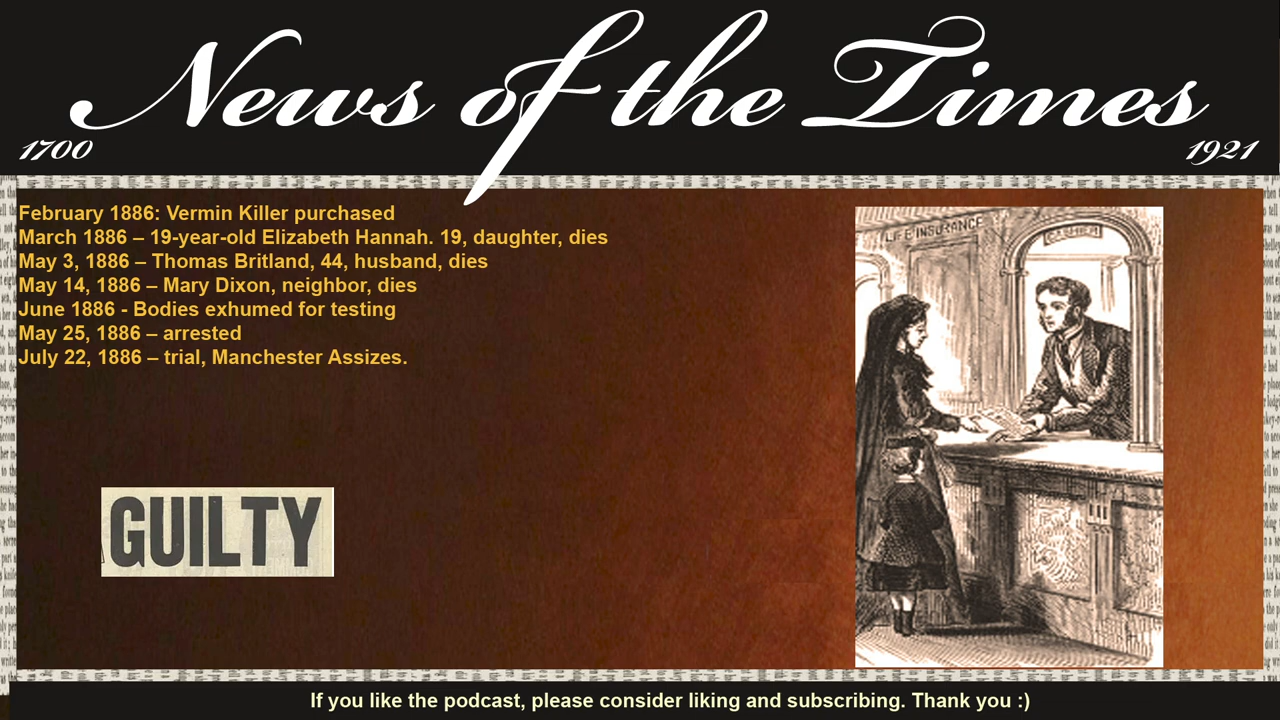 News of the Times
1700
1921
February 1886: Vermin Killer purchased
March 1886 – 19-year-old Elizabeth Hannah. 19, daughter, dies
May 3, 1886 – Thomas Britland, 44, husband, dies
May 14, 1886 – Mary Dixon, neighbor, dies
June 1886 - Bodies exhumed for testing
May 25, 1886 – arrested
July 22, 1886 – trial, Manchester Assizes.
LIFE INSURANCE
CASHIER
GUILTY
If you like the podcast, please consider liking and subscribing. Thank you :)